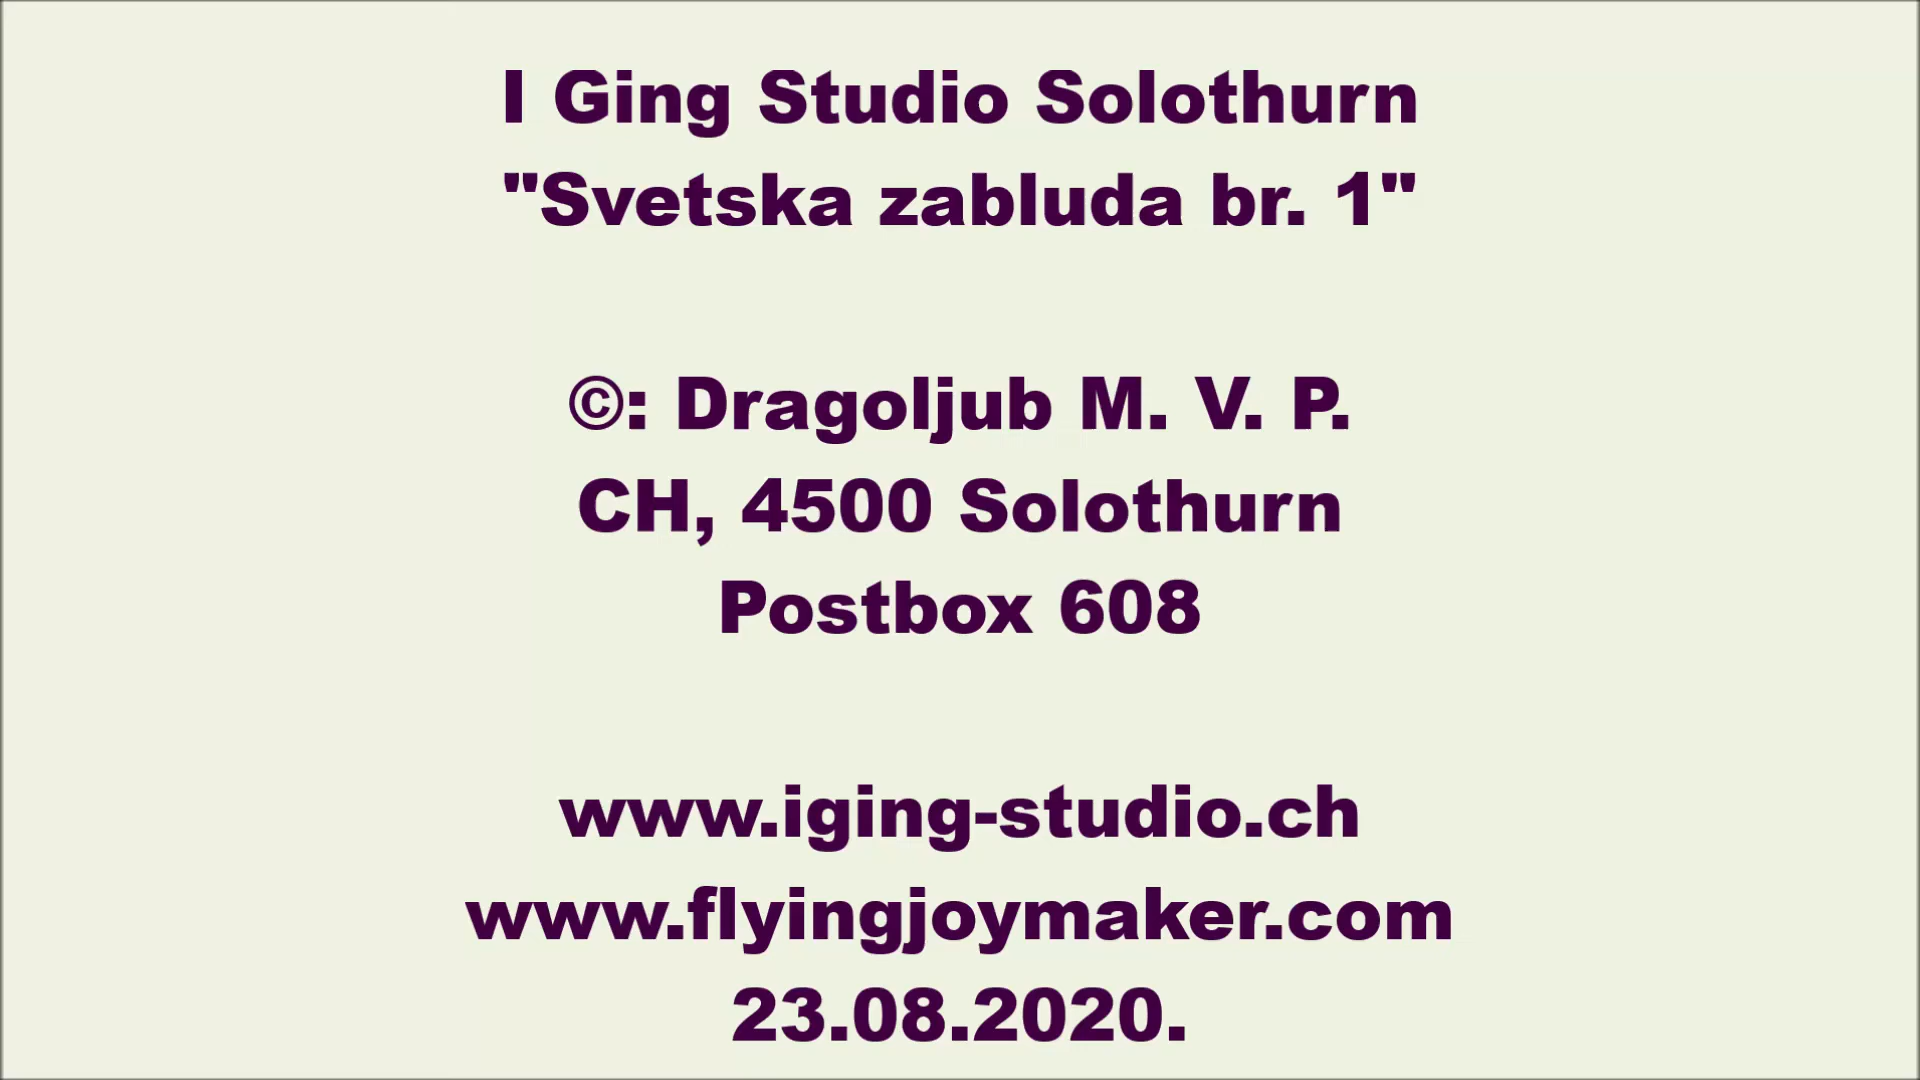 I Ging Studio Solothurn
"Svetska zabluda br. 1"
©: Dragoljub M. V. P.
CH, 4500 Solothurn
Postbox 608
www.iging-studio.ch
www.flyingjoymaker.com
23.08.2020.